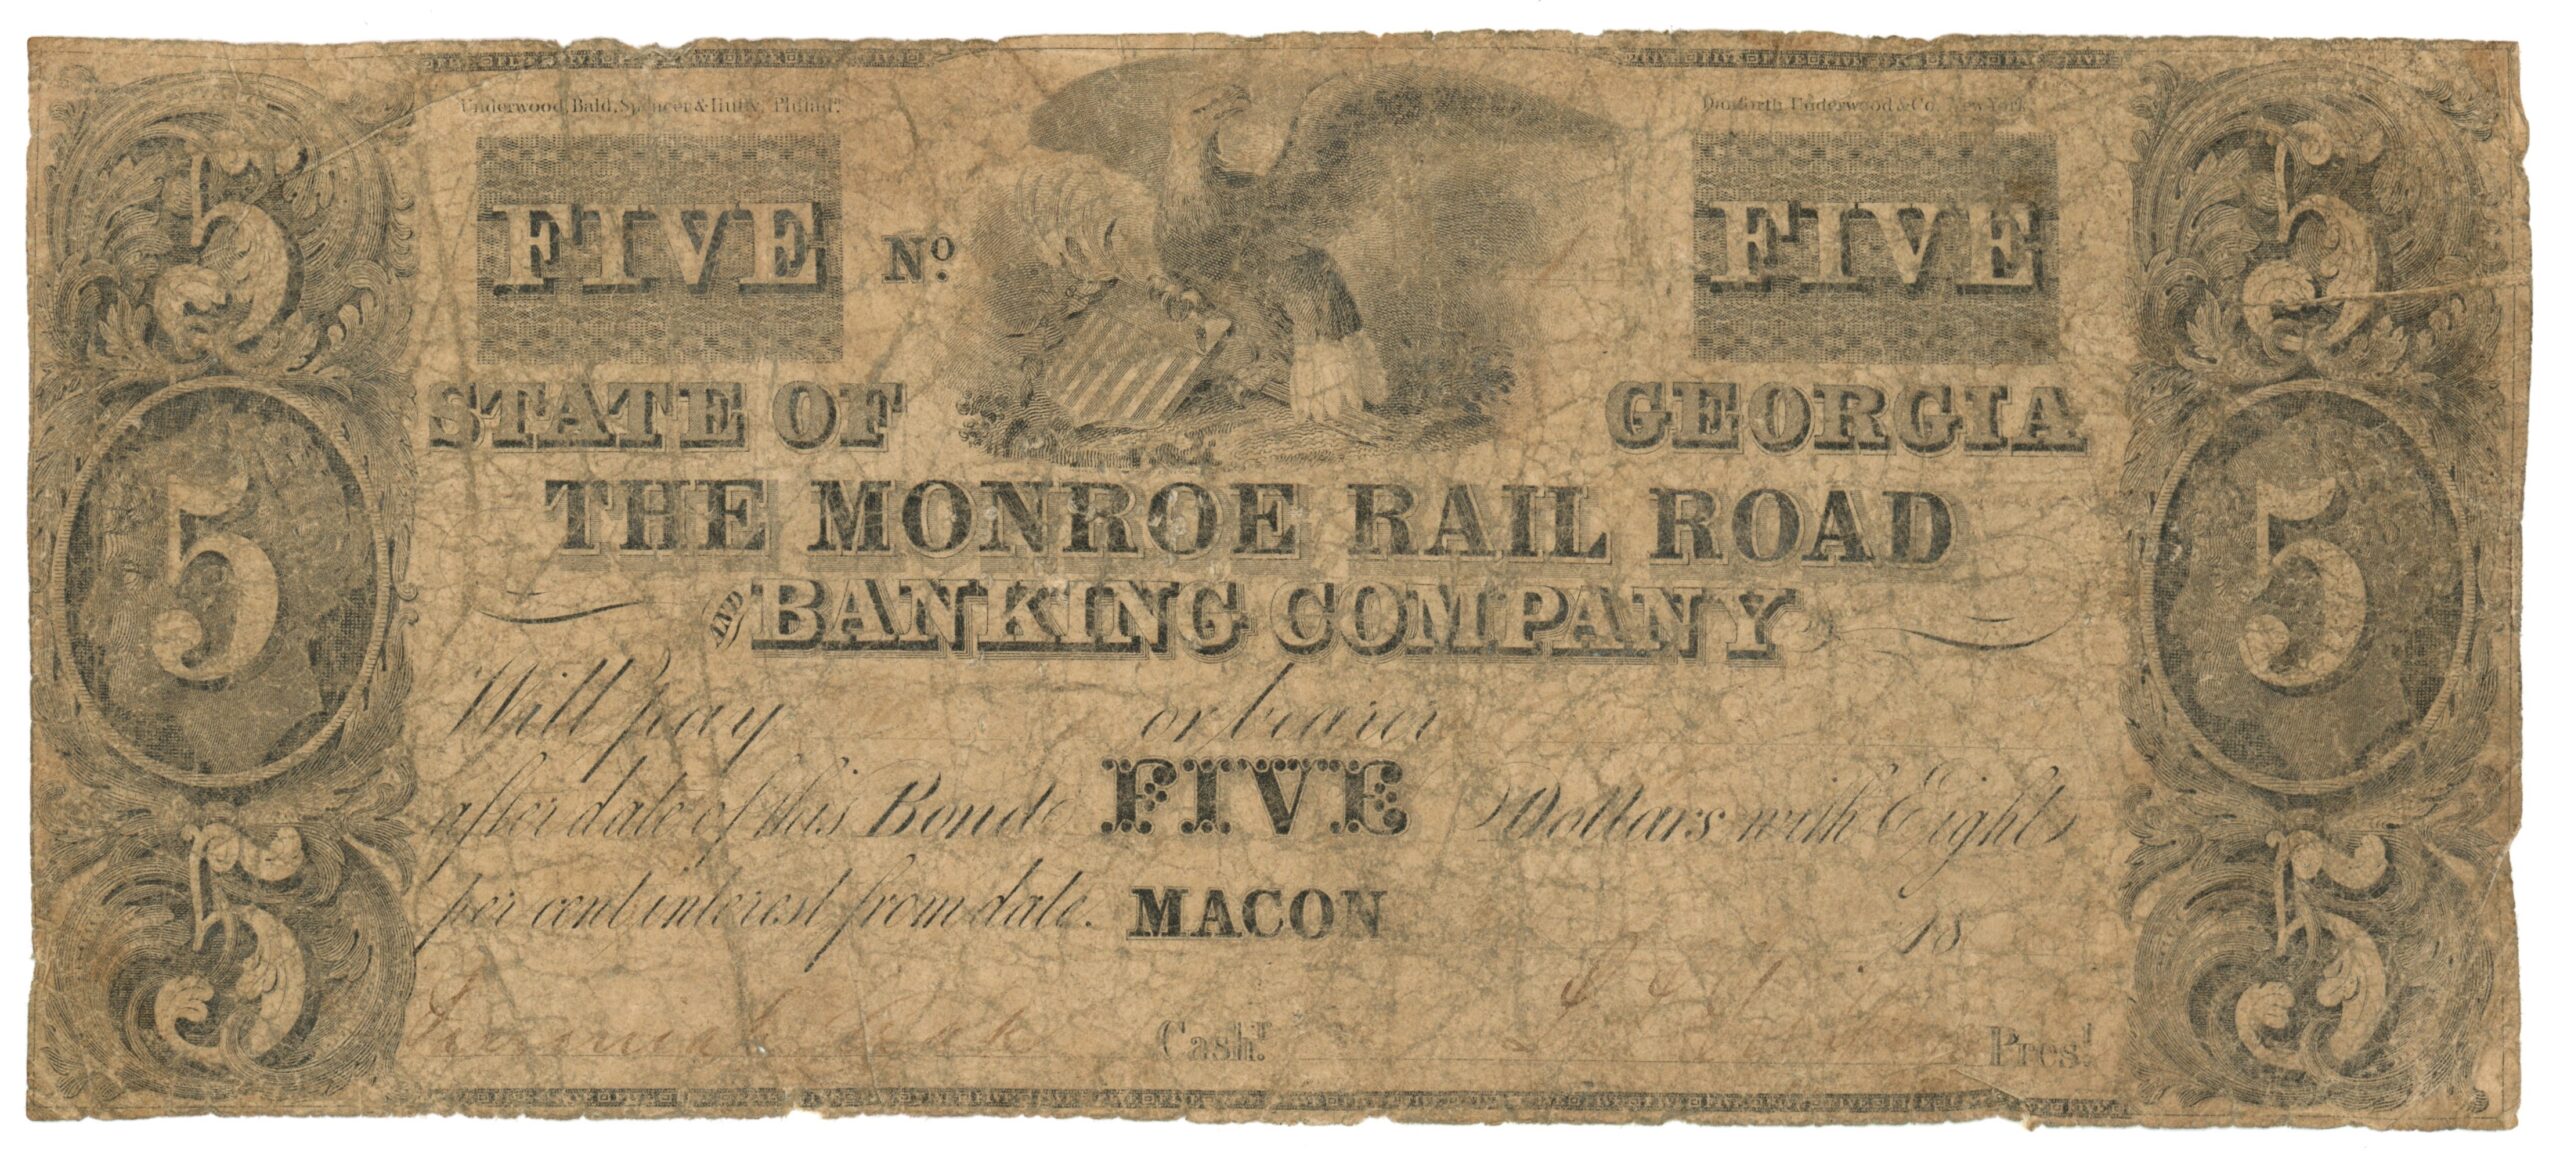 Underwood, Bald, Spencer & Hufty, Philad.ª
Danforth, Underwood & Co. New York
5
FIVE
Nº.
FIVE
5
STATE OF
GEORGIA
THE MONROE RAIL ROAD
AND BANKING COMPANY
5
5
Will pay or bearer
after date of this Bond FIVE Dollars with Eight
per cent interest from date. MACON 18
5
Cash.r
Pres.t
5